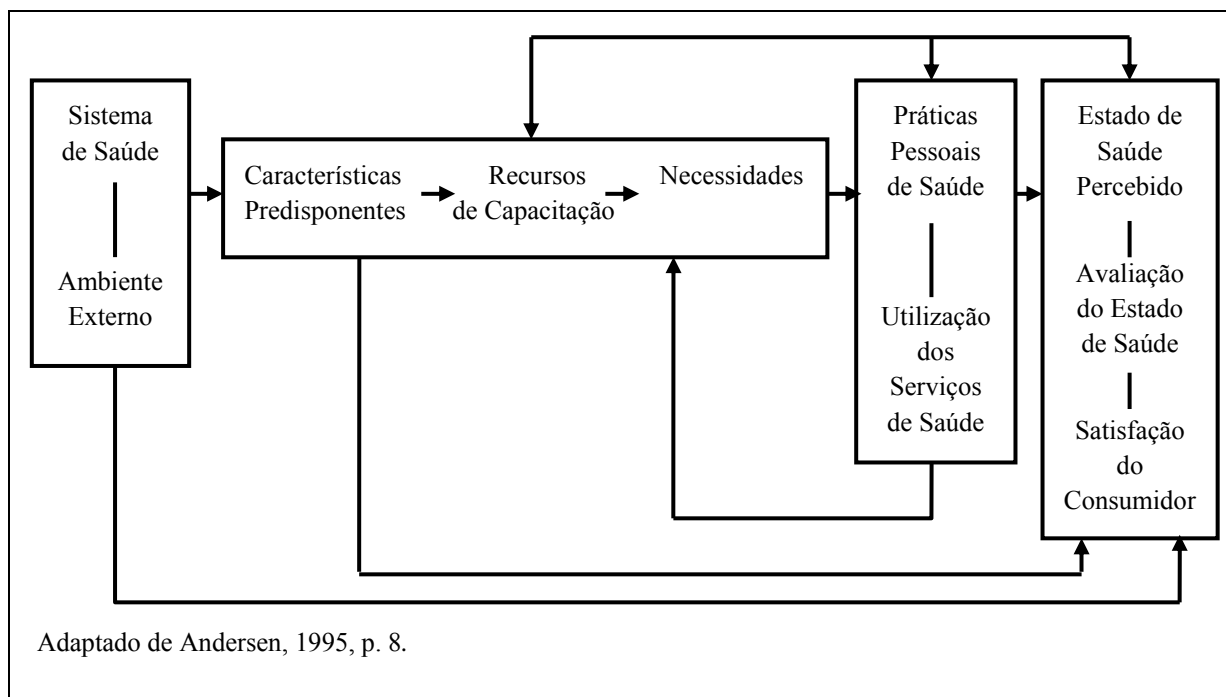 Sistema
de Saúde
Ambiente
Externo
Característícas
Predisponentes
Recursos
de Capacitação
Necessidades
Práticas
Pessoais
de Saúde
Utilização
dos
Serviços
de Saúde
Estado de
Saúde
Percebido
Avaliação
do Estado
de Saúde
Satisfação
do
Consumidor
Adaptado de Andersen, 1995, p. 8.